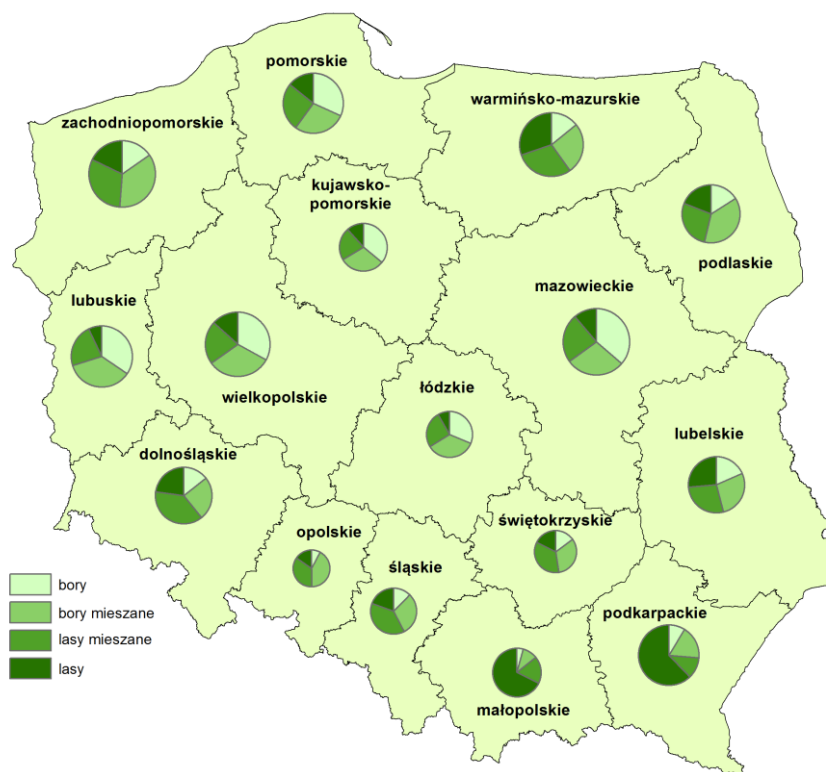 pomorskie
warmińsko-mazurskie
zachodniopomorskie
kujawsko-
pomorskie
podlaskie
mazowieckie
lubuskie
wielkopolskie
łódzkie
lubelskie
dolnośląskie
opolskie
świętokrzyskie
śląskie
podkarpackie
małopolskie
bory
bory mieszane
lasy mieszane
lasy